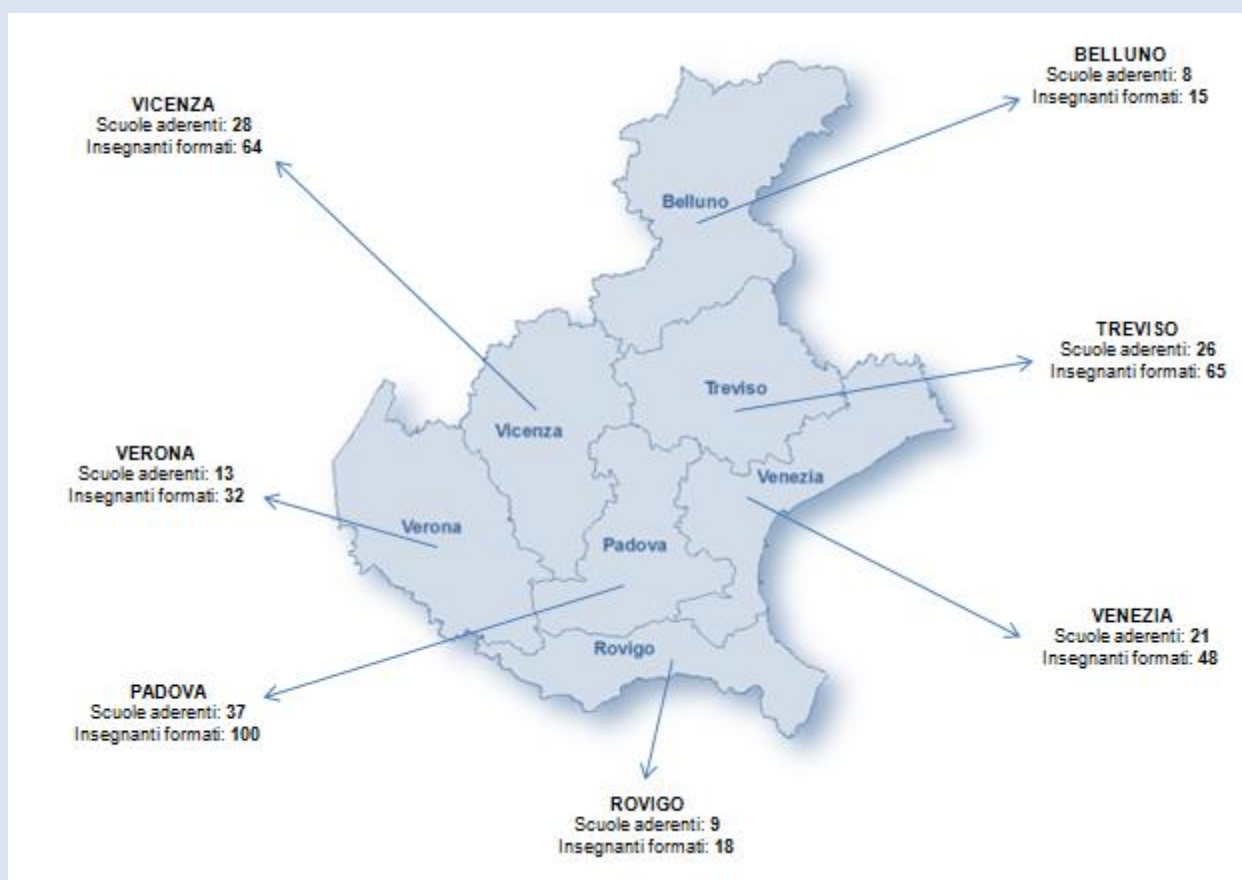 BELLUNO
Scuole aderenti: 8
Insegnanti formati: 15
VICENZA
Scuole aderenti: 28
Insegnanti formati: 64
Belluno
TREVISO
Scuole aderenti: 26
Insegnanti formati: 65
Treviso
Vicenza
VERONA
Scuole aderenti: 13
Insegnanti formati: 32
Venezia
Verona
Padova
VENEZIA
Scuole aderenti: 21
Insegnanti formati: 48
Rovigo
PADOVA
Scuole aderenti: 37
Insegnanti formati: 100
ROVIGO
Scuole aderenti: 9
Insegnanti formati: 18